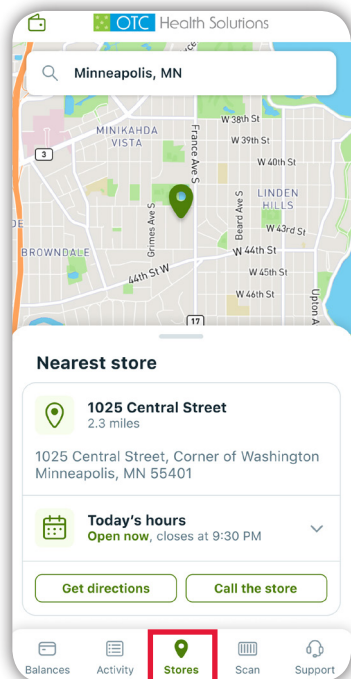 OTC Health Solutions
Minneapolis, MN
W 38th St
MINIKAHDA
VISTA
France Ave S
W 39th St
3
W 40th St
Grimes Ave S
Beard Ave S
LINDEN
HILLS
W 43rd St
BROWNDALE
W 44th St
44th St W
W 45th St
W 46th St
Upton A
17
Nearest store
1025 Central Street
2.3 miles
1025 Central Street, Corner of Washington
Minneapolis, MN 55401
Today's hours
Open now, closes at 9:30 PM
Get directions
Call the store
Balances
Activity
Stores
Scan
Support